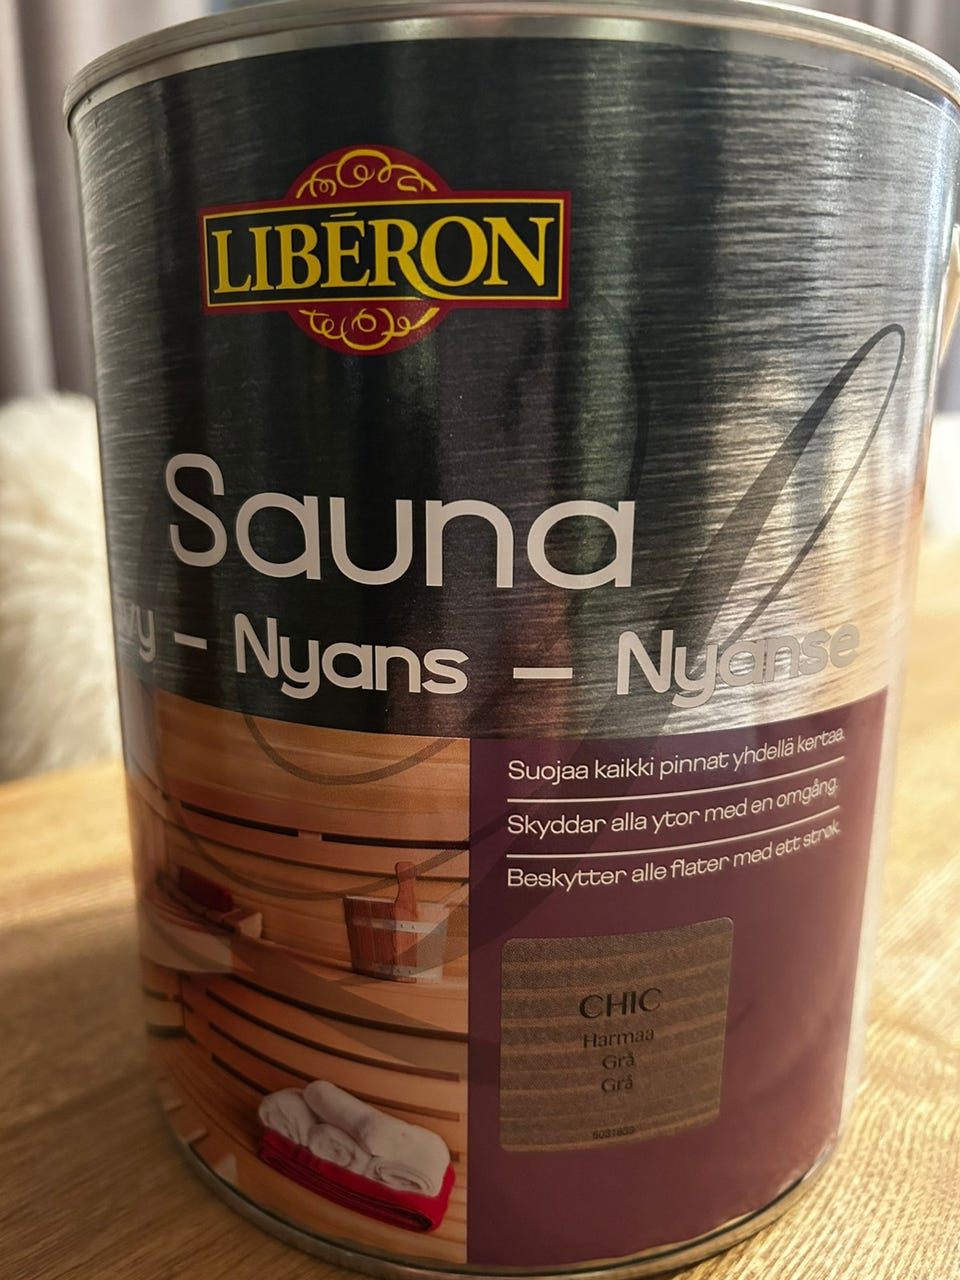 LIBĒRON
Sauna
– Nyans – Nyanse
Suojaa kaikki pinnat yhdellä kertaa.
Skyddar alla ytor med en omgång.
Beskytter alle flater med ett strøk.
CHIC
Harmaa
Grå
Grå